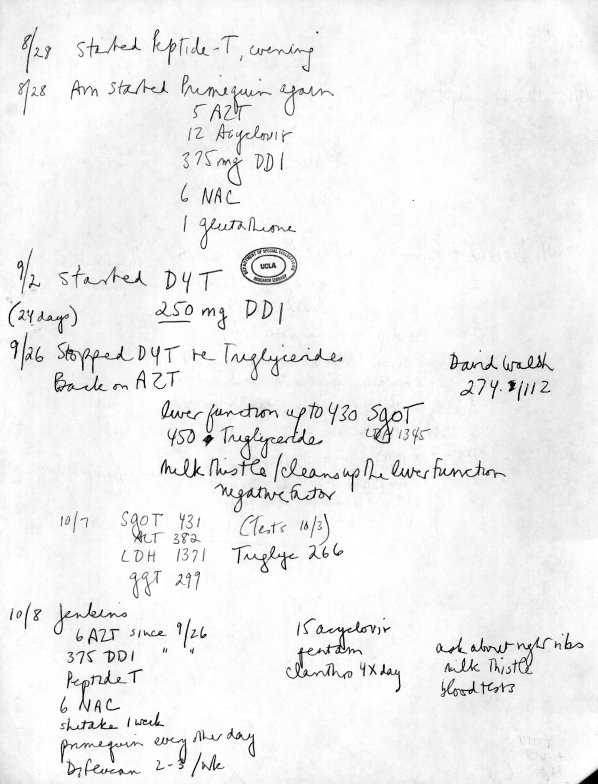 8/28 Started Peptide-T, evening
8/28 Am started Primequin again
5 AZT
12 Acyclovir
375 mg DDI
6 NAC
1 glutathione
DEPARTMENT OF SPECIAL COLLECTIONS
UCLA
RESEARCH LIBRARY
9/2 Started D4T
(24 days) 250 mg DDI
9/26 Stopped D4T re Triglycerides
Back on AZT
David Walsh
274. 1112
liver function up to 430 SgOT
450 Triglycerides LDH 1345
Milk Thistle / cleans up the liver function
negative factor
10/7 SgOT 431 (Tests 10/3)
ALT 382
LDH 1371 Triglyc 266
ggt 299
10/8 Jenkins
6 AZT since 9/26
375 DDI " "
Peptide T
6 NAC
shitake 1 week
primequin every other day
Diflucan 2-3 /wk
15 acyclovir
pentam
clanthro 4x day
ask about right ribs
milk Thistle
blood tests